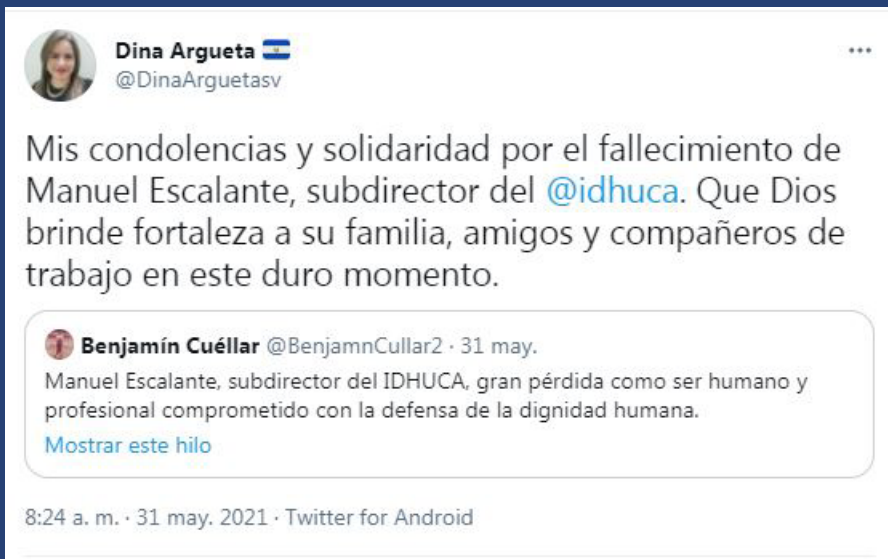 Dina Argueta 🇸🇻
@DinaArguetasv
Mis condolencias y solidaridad por el fallecimiento de
Manuel Escalante, subdirector del @idhuca. Que Dios
brinde fortaleza a su familia, amigos y compañeros de
trabajo en este duro momento.
Benjamín Cuéllar @BenjamnCullar2 · 31 may.
Manuel Escalante, subdirector del IDHUCA, gran pérdida como ser humano y
profesional comprometido con la defensa de la dignidad humana.
Mostrar este hilo
8:24 a. m. · 31 may. 2021 · Twitter for Android